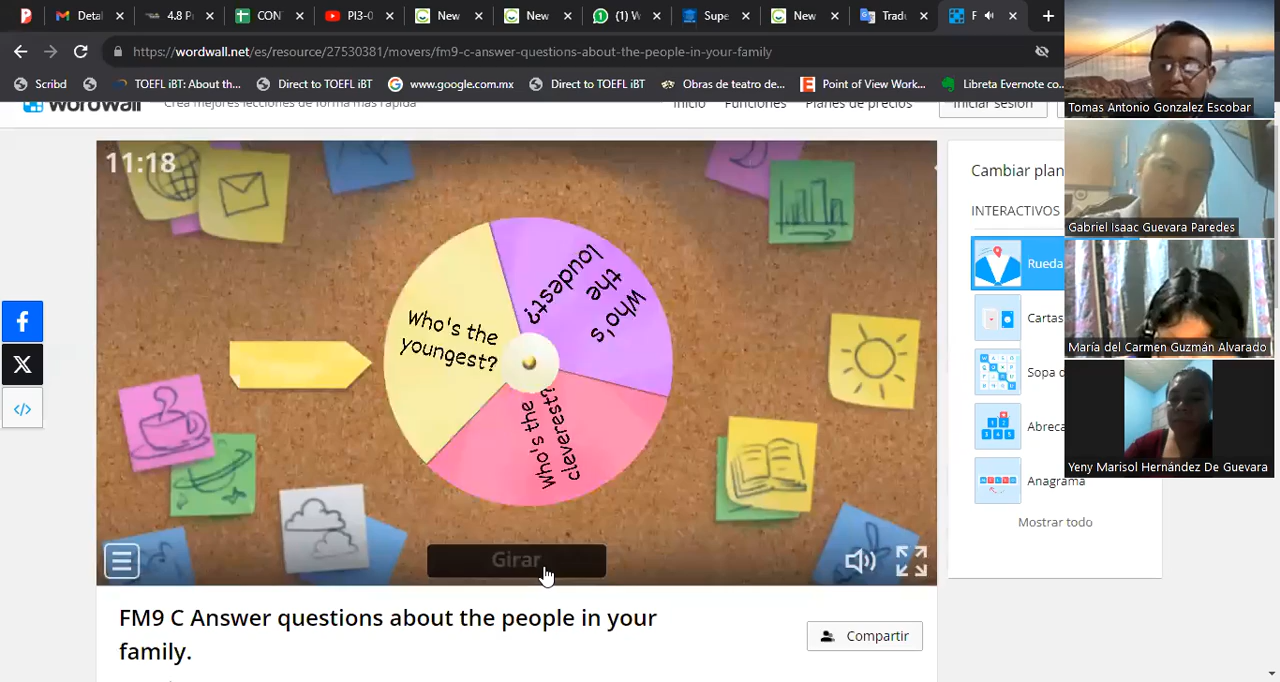 Detal
4.8 P
CON
PI3-0
New
New
(1) W
Supe
New
Tradu
F
https://wordwall.net/es/resource/27530381/movers/fm9-c-answer-questions-about-the-people-in-your-family
Scribd
TOEFL iBT: About th...
Direct to TOEFL iBT
www.google.com.mx
Direct to TOEFL iBT
Obras de teatro de...
Point of View Work...
Libreta Evernote co...
Wordwall
Cree mejores lecciones de forma más rápida
Inicio
Funciones
Planes de precios
Iniciar sesión
11:18
Who's the
loudest?
Who's the
youngest?
Who's the
cleverest?
Girar
FM9 C Answer questions about the people in your
family.
Compartir
Cambiar plan
INTERACTIVOS
Rueda
Cartas
Sopa d
Abreca
Anagrama
Mostrar todo
Tomas Antonio Gonzalez Escobar
Gabriel Isaac Guevara Paredes
María del Carmen Guzmán Alvarado
Yeny Marisol Hernández De Guevara